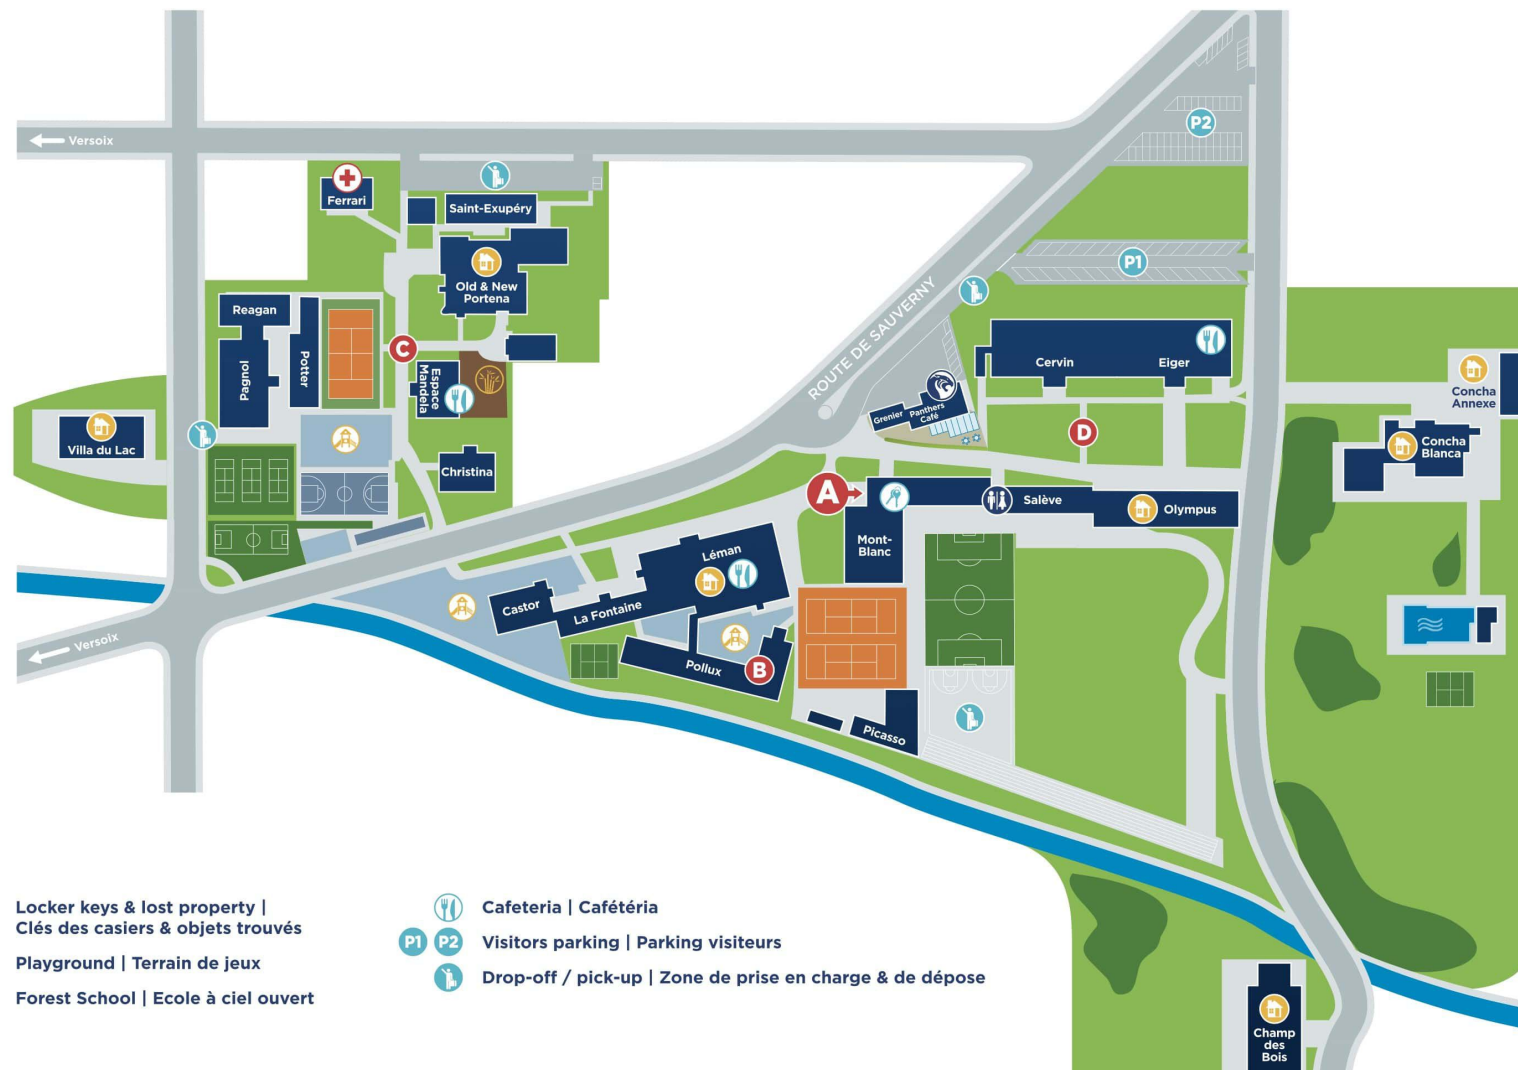 P2
Versoix
Ferrari
Saint-Exupéry
Old & New
Portena
P1
ROUTE DE SAUVERNY
Reagan
Potter
Pagnol
C
Espace
Mandela
Cervin
Eiger
Concha
Annexe
Grenier
Panthers
Café
D
Villa du Lac
Christina
Concha
Blanca
A
Salève
Olympus
Mont-
Blanc
Léman
Castor
La Fontaine
Versoix
Pollux
B
Picasso
Locker keys & lost property |
Clés des casiers & objets trouvés
Playground | Terrain de jeux
Forest School | Ecole à ciel ouvert
Cafeteria | Cafétéria
P1 P2 Visitors parking | Parking visiteurs
Drop-off / pick-up | Zone de prise en charge & de dépose
Champ
des
Bois